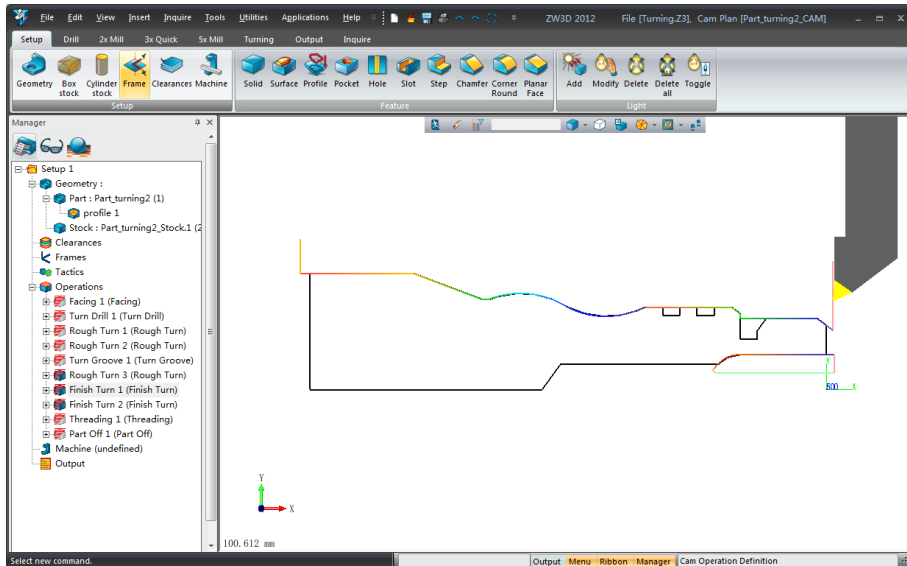 File Edit View Insert Inquire Tools Utilities Applications Help ZW3D 2012 File [Turning.Z3], Cam Plan [Part_turning2_CAM]
Setup Drill 2x Mill 3x Quick 5x Mill Turning Output Inquire
Geometry Box stock Cylinder stock Frame Clearances Machine Solid Surface Profile Pocket Hole Slot Step Chamfer Corner Round Planar Face Add Modify Delete Delete all Toggle
Setup Feature Light
Manager
Setup 1
Geometry :
Part : Part_turning2 (1)
profile 1
Stock : Part_turning2_Stock.1 (2
Clearances
Frames
Tactics
Operations
Facing 1 (Facing)
Turn Drill 1 (Turn Drill)
Rough Turn 1 (Rough Turn)
Rough Turn 2 (Rough Turn)
Turn Groove 1 (Turn Groove)
Rough Turn 3 (Rough Turn)
Finish Turn 1 (Finish Turn)
Finish Turn 2 (Finish Turn)
Threading 1 (Threading)
Part Off 1 (Part Off)
Machine (undefined)
Output
Y
X
Y
X
100.612 mm
Select new command. Output Menu Ribbon Manager Cam Operation Definition